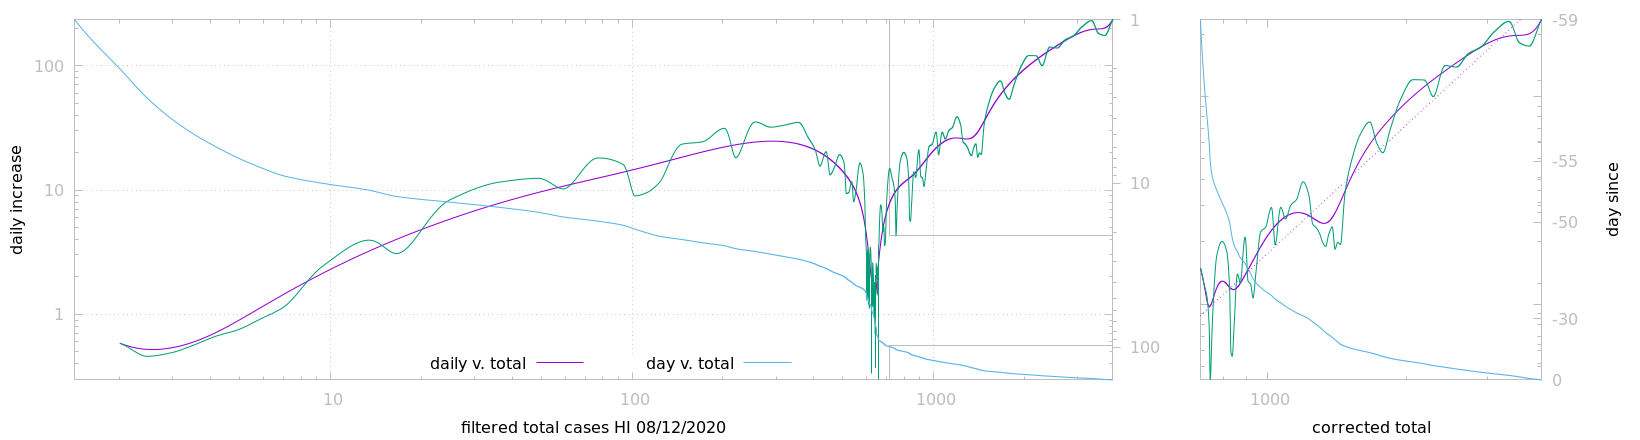 1
-59
100
-55
daily increase
10
10
-50
day since
1
-30
daily v. total
day v. total
100
0
10
100
1000
1000
filtered total cases HI 08/12/2020
corrected total